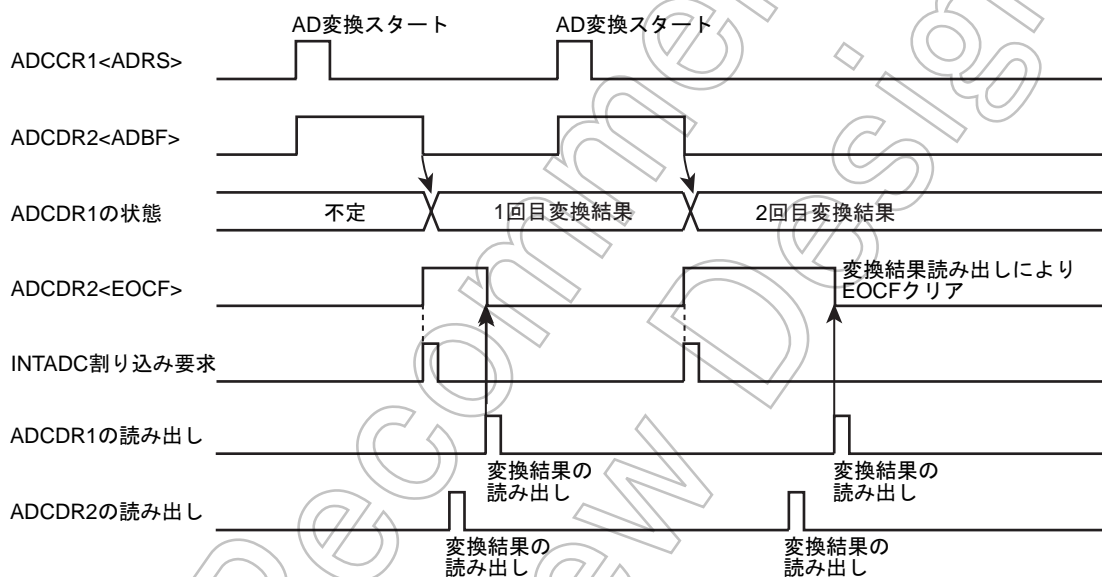 AD変換スタート
AD変換スタート
ADCCR1<ADRS>
ADCDR2<ADBF>
ADCDR1の状態
不定
1回目変換結果
2回目変換結果
ADCDR2<EOCF>
変換結果読み出しにより
EOCFクリア
INTADC割り込み要求
ADCDR1の読み出し
変換結果の
読み出し
変換結果の
読み出し
ADCDR2の読み出し
変換結果の
読み出し
変換結果の
読み出し